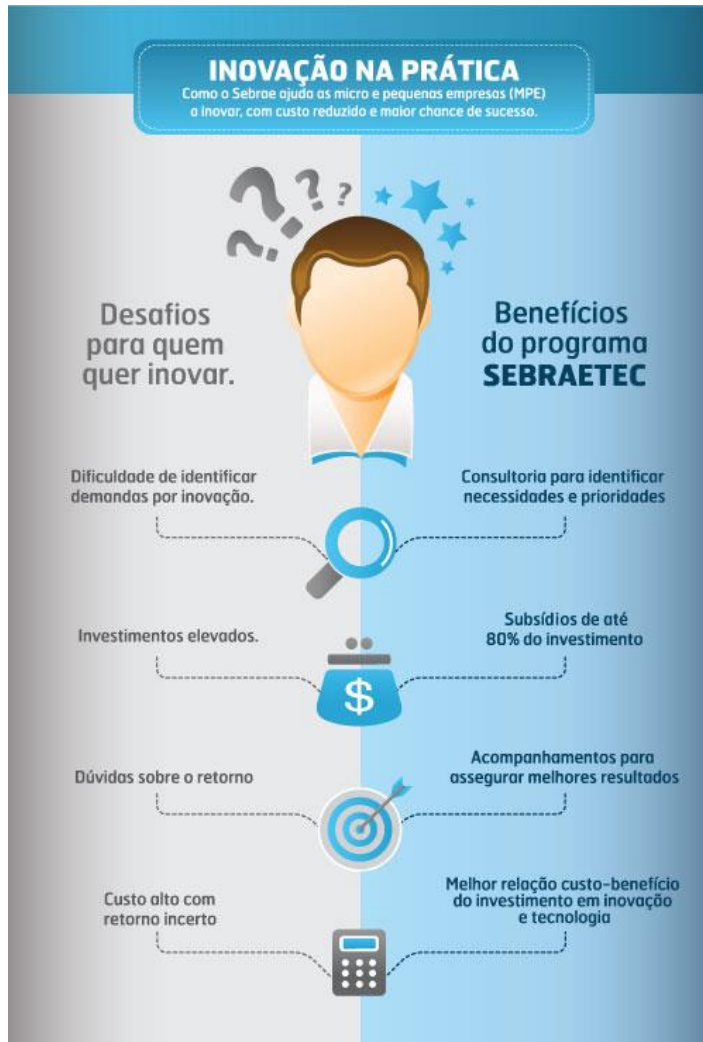 INOVAÇÃO NA PRÁTICA
Como o Sebrae ajuda as micro e pequenas empresas (MPE)
a inovar, com custo reduzido e maior chance de sucesso.
? ? ? ?
Desafios
para quem
quer inovar.
Benefícios
do programa
SEBRAETEC
Dificuldade de identificar
demandas por inovação.
Consultoria para identificar
necessidades e prioridades
Investimentos elevados.
Subsídios de até
80% do investimento
$
Dúvidas sobre o retorno
Acompanhamentos para
assegurar melhores resultados
Custo alto com
retorno incerto
Melhor relação custo-benefício
do investimento em inovação
e tecnologia